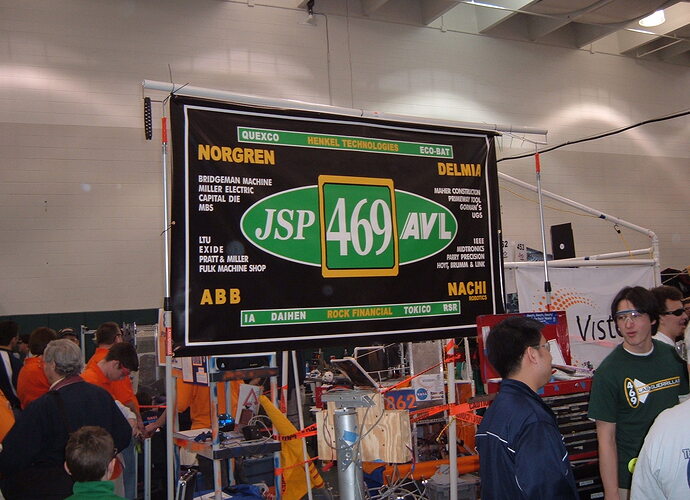 QUEXCO
HENKEL TECHNOLOGIES
ECO-BAT
NORGREN
DELMIA
BRIDGEMAN MACHINE
MILLER ELECTRIC
CAPITAL DIE
MBS
MAHER CONSTRUCTION
PRIMEWAY TOOL
GORMAN'S
UGS
JSP
469
AVL
LTU
EXIDE
PRATT & MILLER
FULK MACHINE SHOP
IEEE
MIDTRONICS
PARRY PRECISION
HOYT, BRUMM & LINK
ABB
NACHI
ROBOTICS
IA DAIHEN ROCK FINANCIAL TOKICO RSR
862
Vist
469